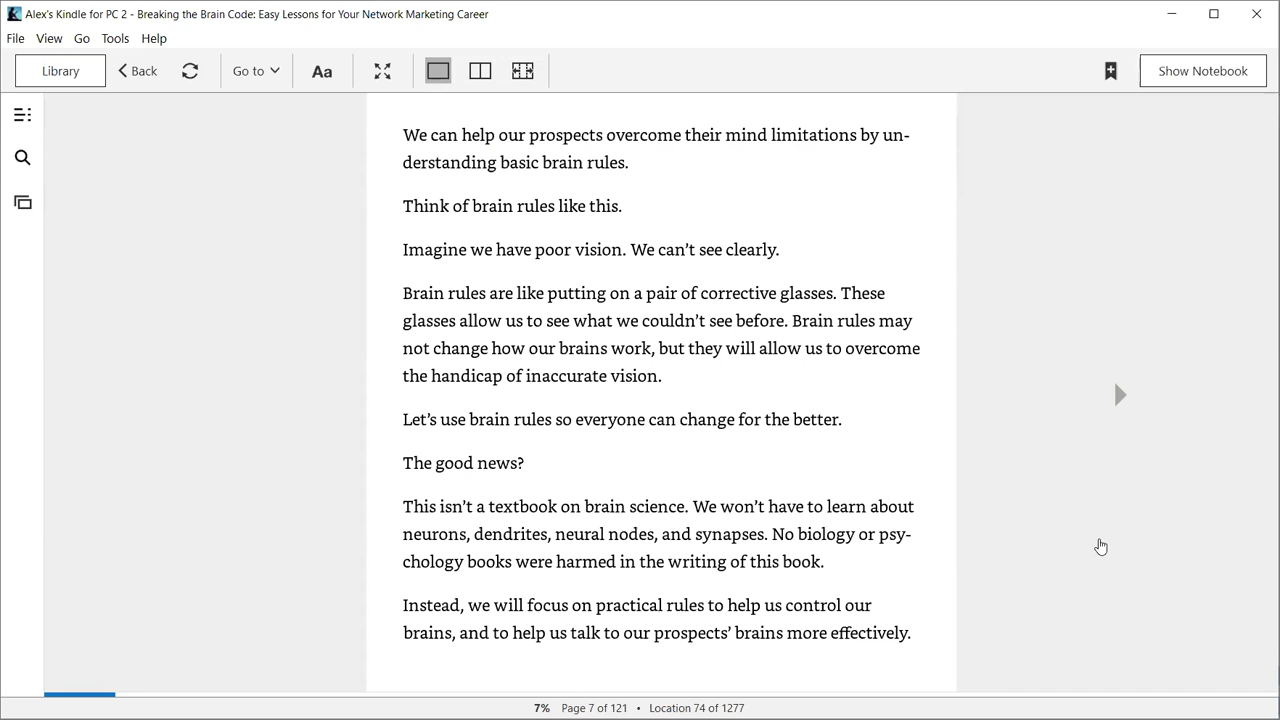 Alex's Kindle for PC 2 - Breaking the Brain Code: Easy Lessons for Your Network Marketing Career
File View Go Tools Help
Library Back Go to Aa Show Notebook
We can help our prospects overcome their mind limitations by un-
derstanding basic brain rules.
Think of brain rules like this.
Imagine we have poor vision. We can't see clearly.
Brain rules are like putting on a pair of corrective glasses. These
glasses allow us to see what we couldn't see before. Brain rules may
not change how our brains work, but they will allow us to overcome
the handicap of inaccurate vision.
Let's use brain rules so everyone can change for the better.
The good news?
This isn't a textbook on brain science. We won't have to learn about
neurons, dendrites, neural nodes, and synapses. No biology or psy-
chology books were harmed in the writing of this book.
Instead, we will focus on practical rules to help us control our
brains, and to help us talk to our prospects' brains more effectively.
7% Page 7 of 121 • Location 74 of 1277